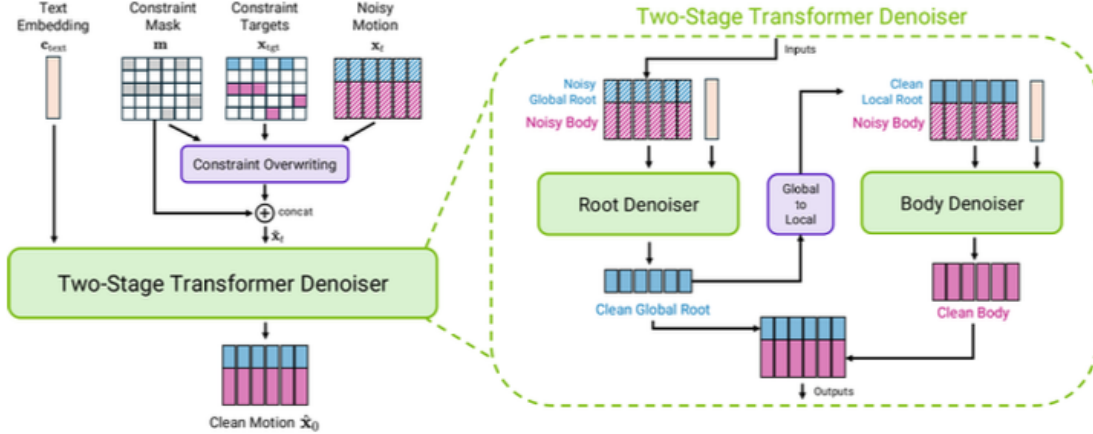 Text
Embedding
c_text
Constraint
Mask
m
Constraint
Targets
x_tgt
Noisy
Motion
x_t
Constraint Overwriting
concat
x̂_t
Two-Stage Transformer Denoiser
Clean Motion x̂_0
Two-Stage Transformer Denoiser
Inputs
Noisy
Global Root
Noisy Body
Clean
Local Root
Noisy Body
Root Denoiser
Global
to
Local
Body Denoiser
Clean Global Root
Clean Body
Outputs